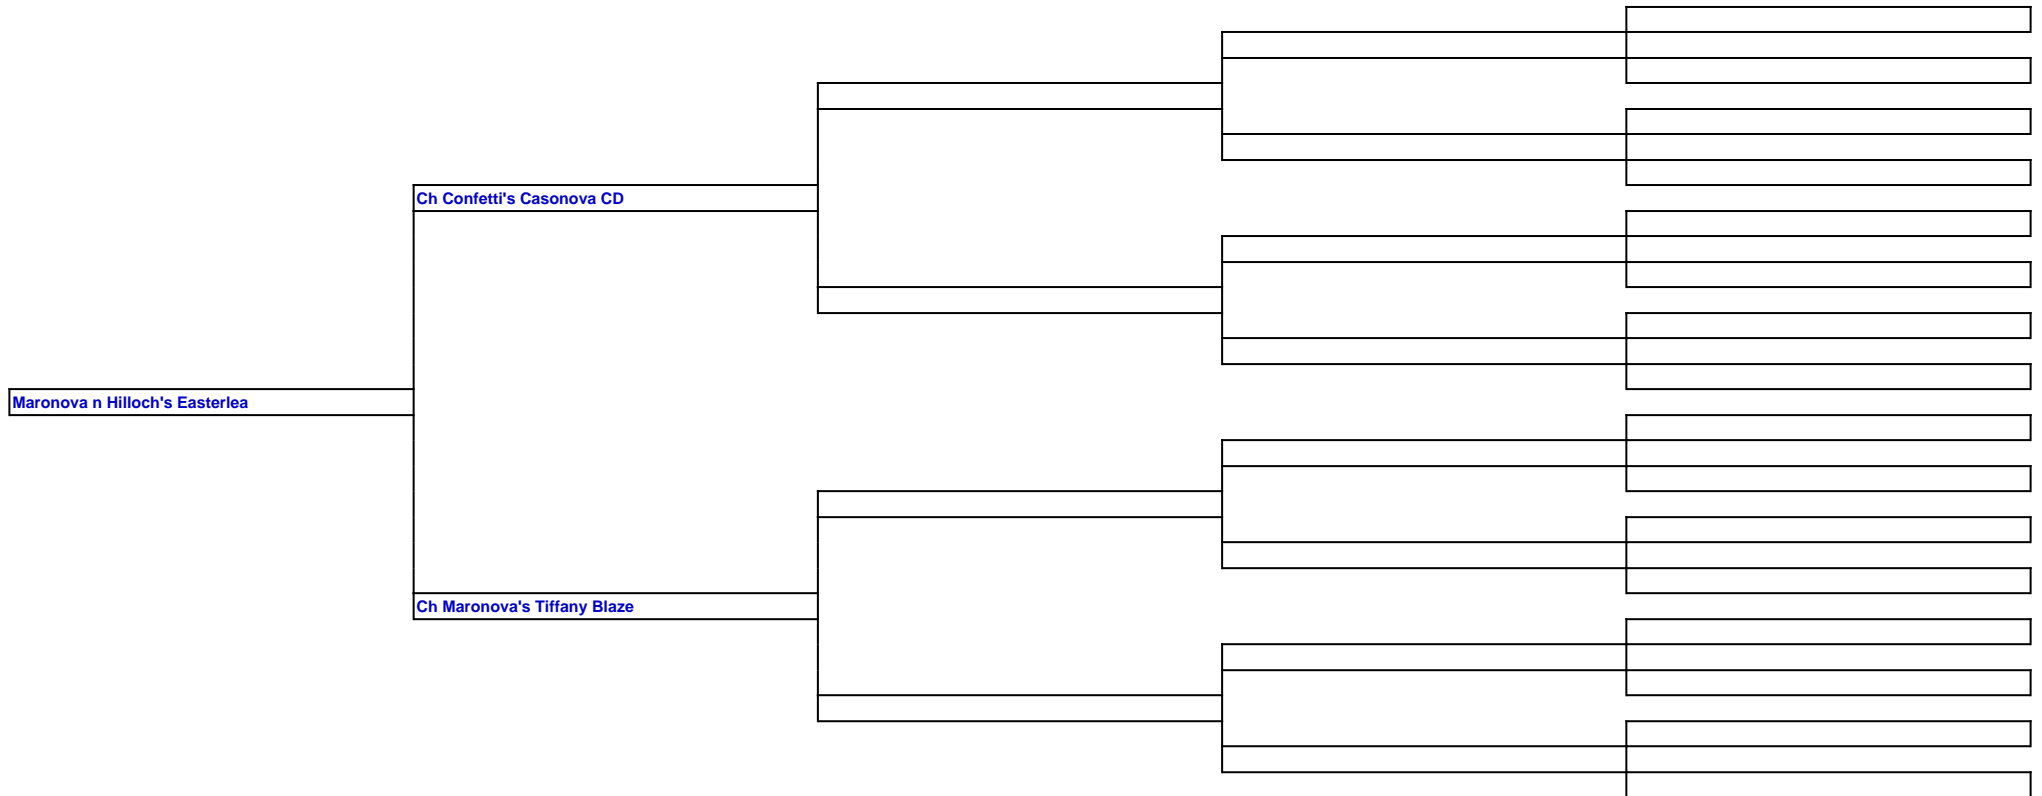 Ch Confetti's Casonova CD
Maronova n Hilloch's Easterlea
Ch Maronova's Tiffany Blaze